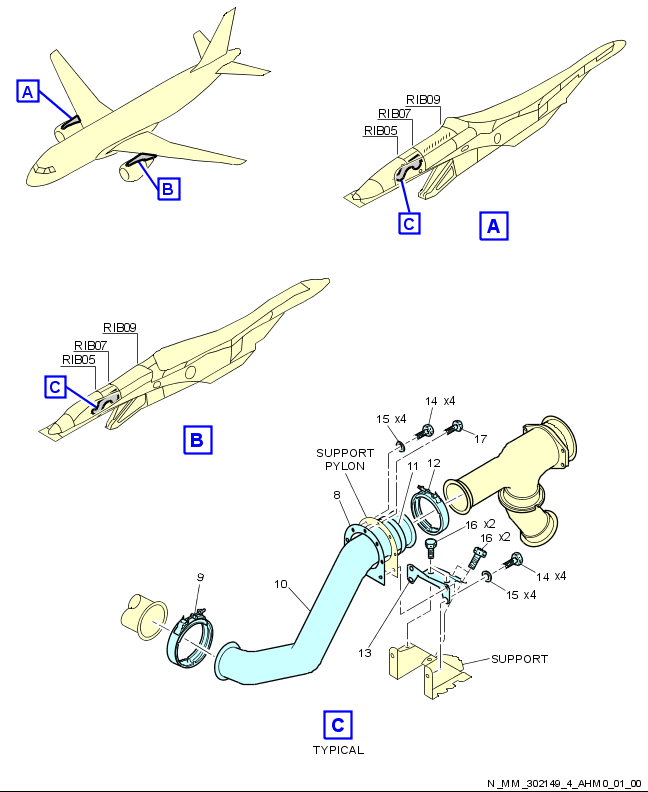 A
B
RIB09
RIB07
RIB05
C
A
RIB09
RIB07
RIB05
C
B
14 x4
15 x4
17
SUPPORT
PYLON
11
12
8
16 x2
16 x2
9
10
14 x4
15 x4
13
SUPPORT
C
TYPICAL
N_MM_302149_4_AHM0_01_00